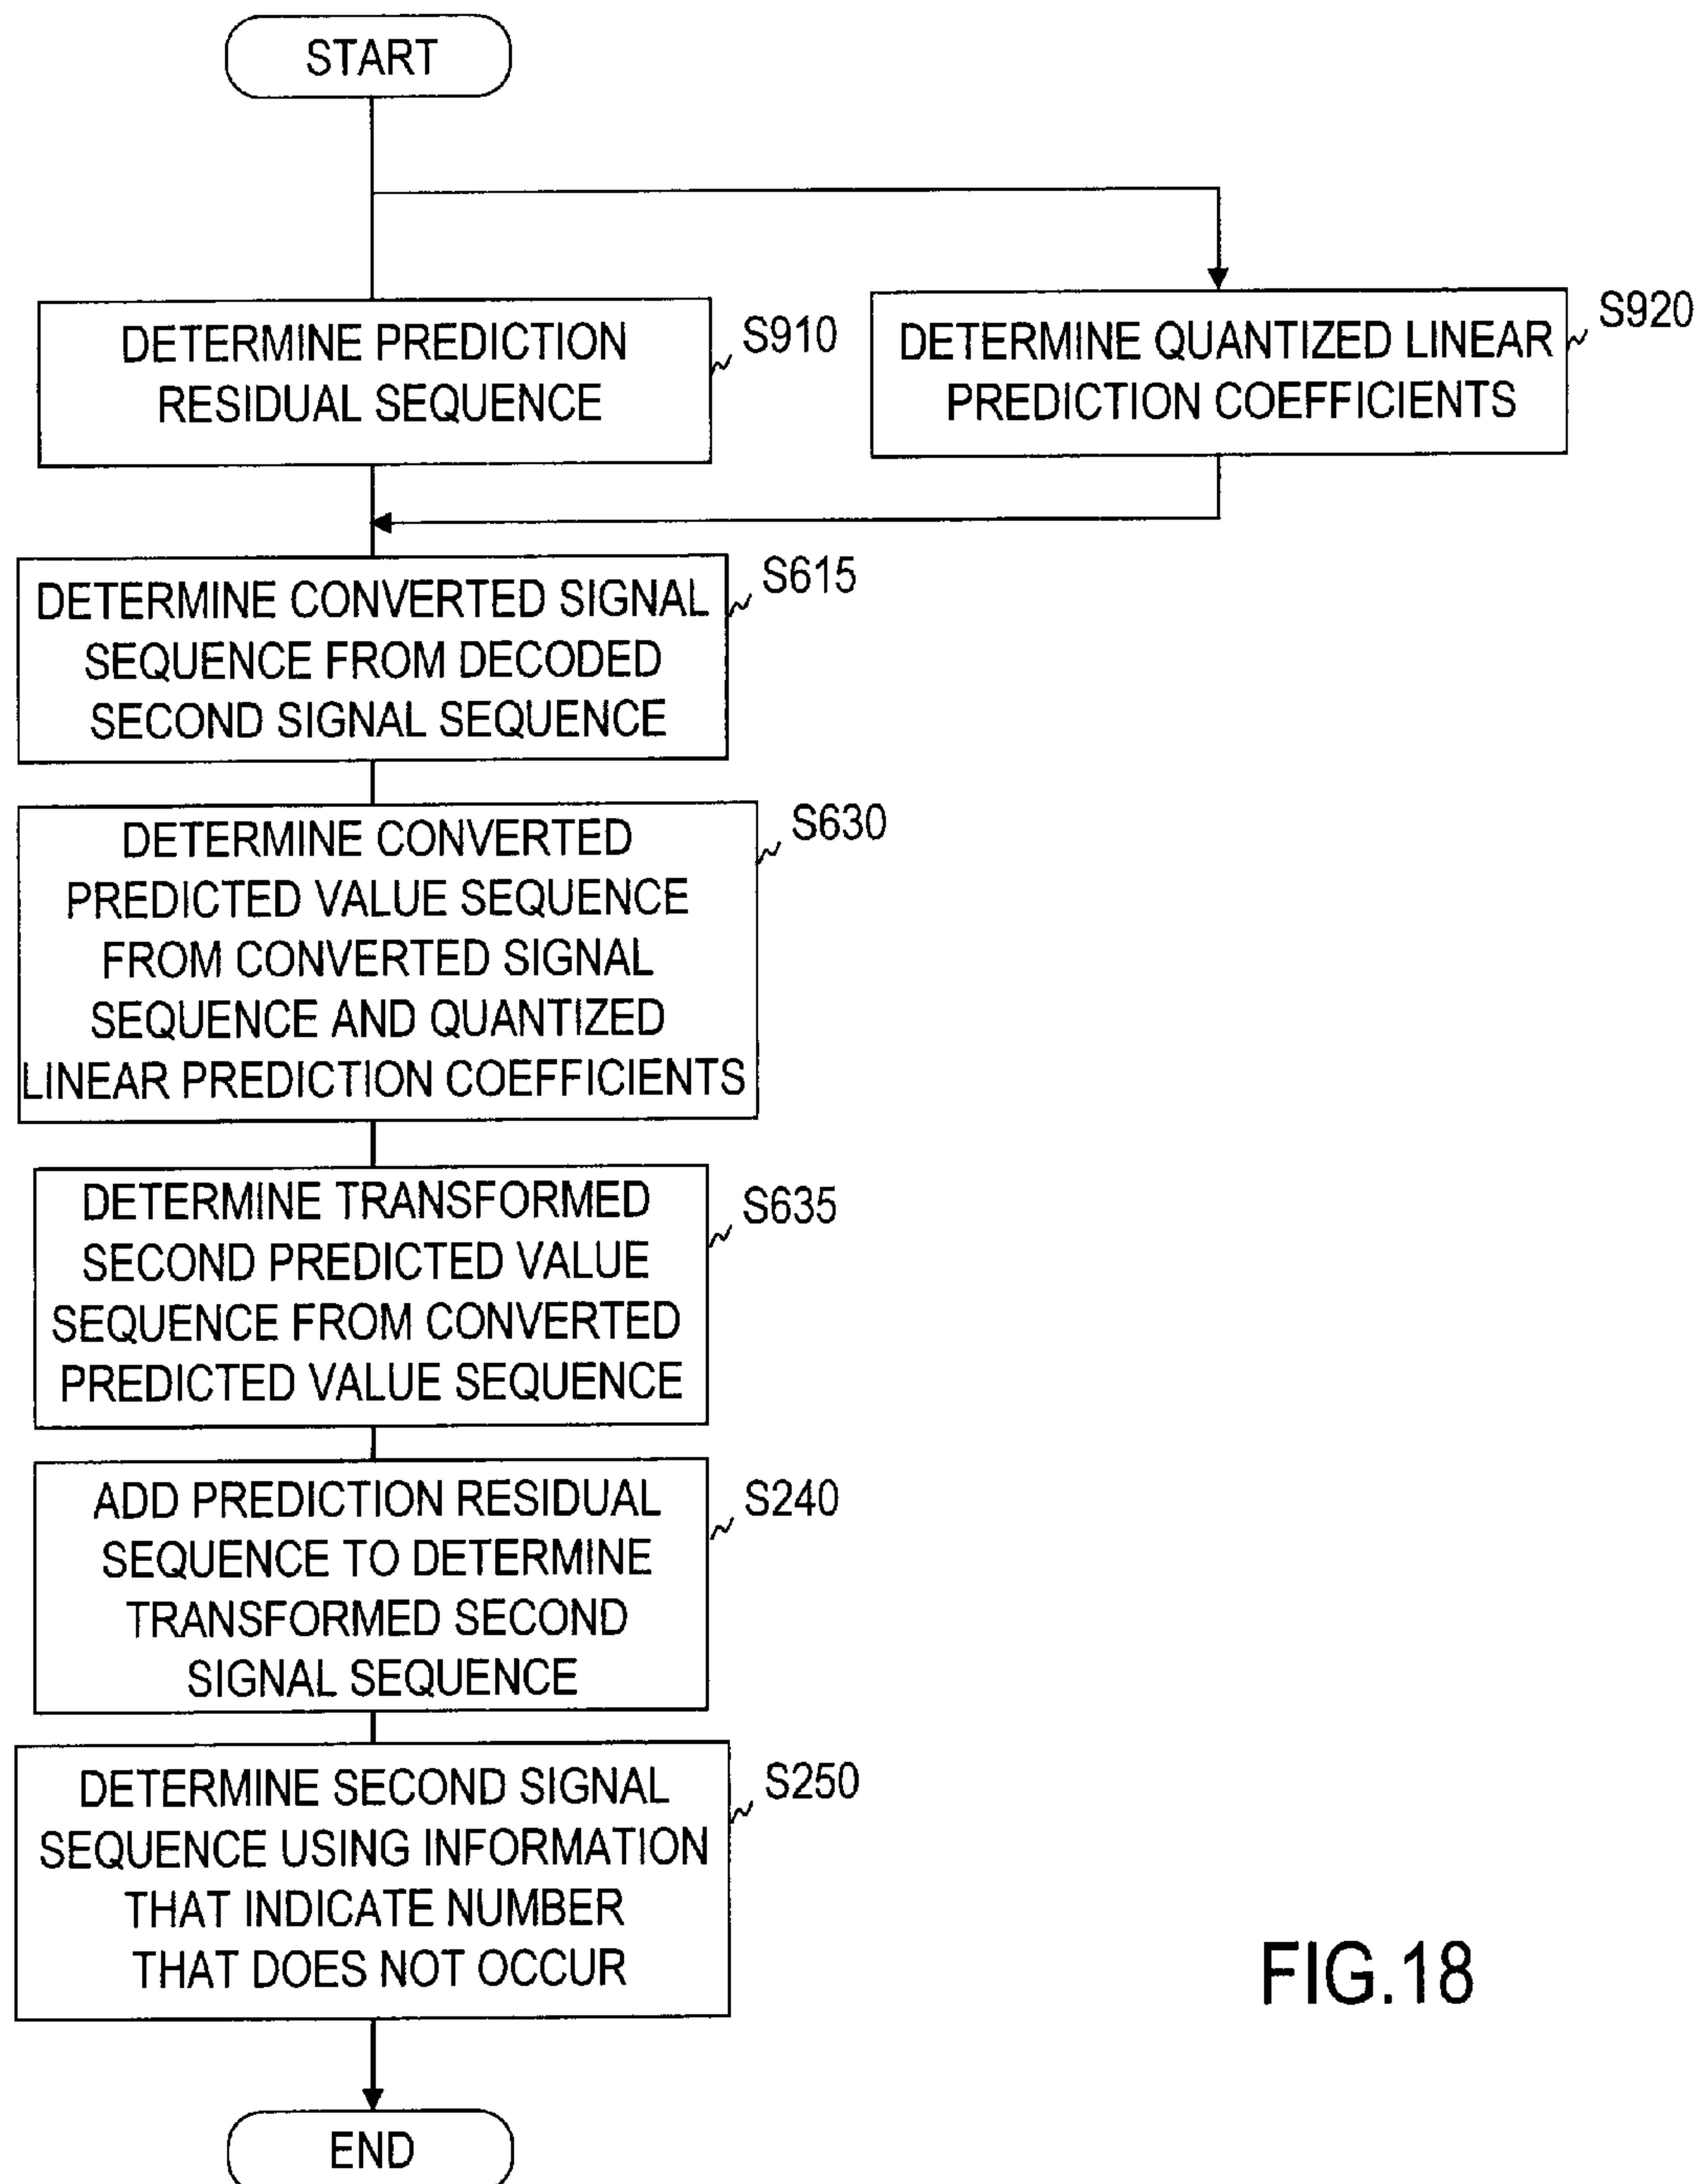 START
DETERMINE PREDICTION
RESIDUAL SEQUENCE
S910
DETERMINE QUANTIZED LINEAR
PREDICTION COEFFICIENTS
S920
DETERMINE CONVERTED SIGNAL
SEQUENCE FROM DECODED
SECOND SIGNAL SEQUENCE
S615
DETERMINE CONVERTED
PREDICTED VALUE SEQUENCE
FROM CONVERTED SIGNAL
SEQUENCE AND QUANTIZED
LINEAR PREDICTION COEFFICIENTS
S630
DETERMINE TRANSFORMED
SECOND PREDICTED VALUE
SEQUENCE FROM CONVERTED
PREDICTED VALUE SEQUENCE
S635
ADD PREDICTION RESIDUAL
SEQUENCE TO DETERMINE
TRANSFORMED SECOND
SIGNAL SEQUENCE
S240
DETERMINE SECOND SIGNAL
SEQUENCE USING INFORMATION
THAT INDICATE NUMBER
THAT DOES NOT OCCUR
S250
END
FIG.18